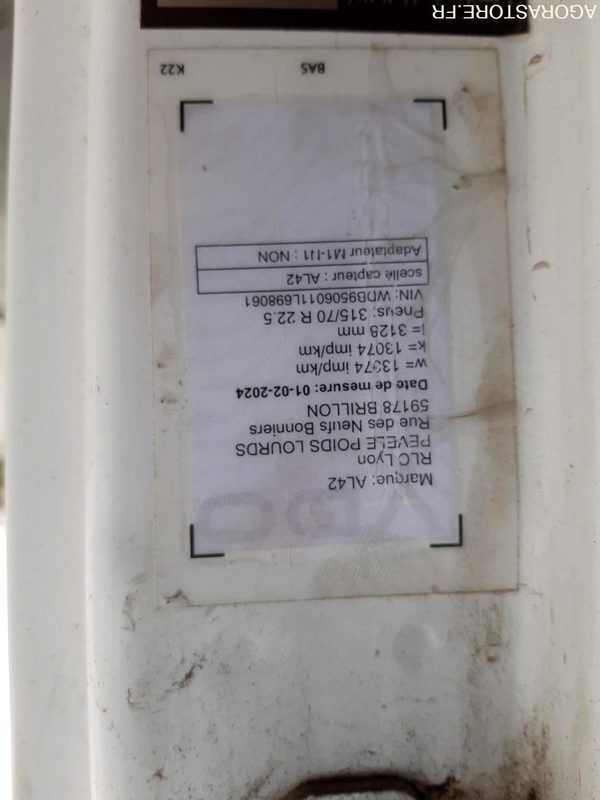 Marque: AL42
RLC Lyon
PEVELE POIDS LOURDS
Rue des Neufs Bonniers
59178 BRILLON
Date de mesure: 01-02-2024
w= 13074 imp/km
k= 13074 imp/km
l= 3128 mm
Pneus: 315/70 R 22.5
VIN: WDB9506011L698061
scellé capteur : AL42
Adaptateur M1-N1 : NON
BAS K22
AGORASTORE.FR